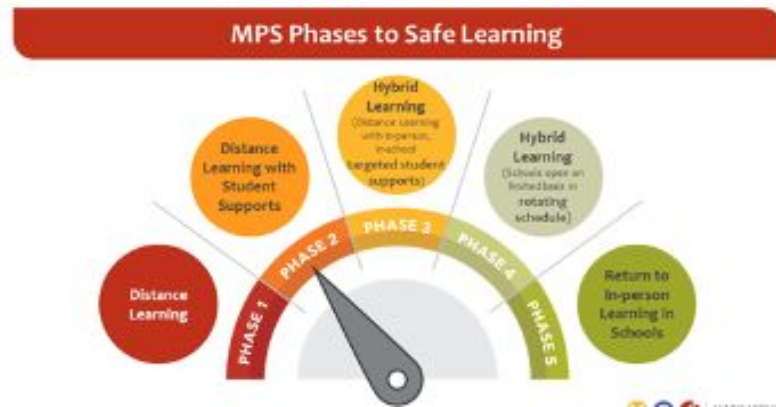 MPS Phases to Safe Learning
Hybrid
Learning
(Distance Learning
with in-person,
in-school
targeted student
supports)
Distance
Learning with
Student
Supports
Hybrid
Learning
(Schools open on
limited basis in
rotating
schedule)
Distance
Learning
Return to
In-person
Learning in
Schools
PHASE 1
PHASE 2
PHASE 3
PHASE 4
PHASE 5